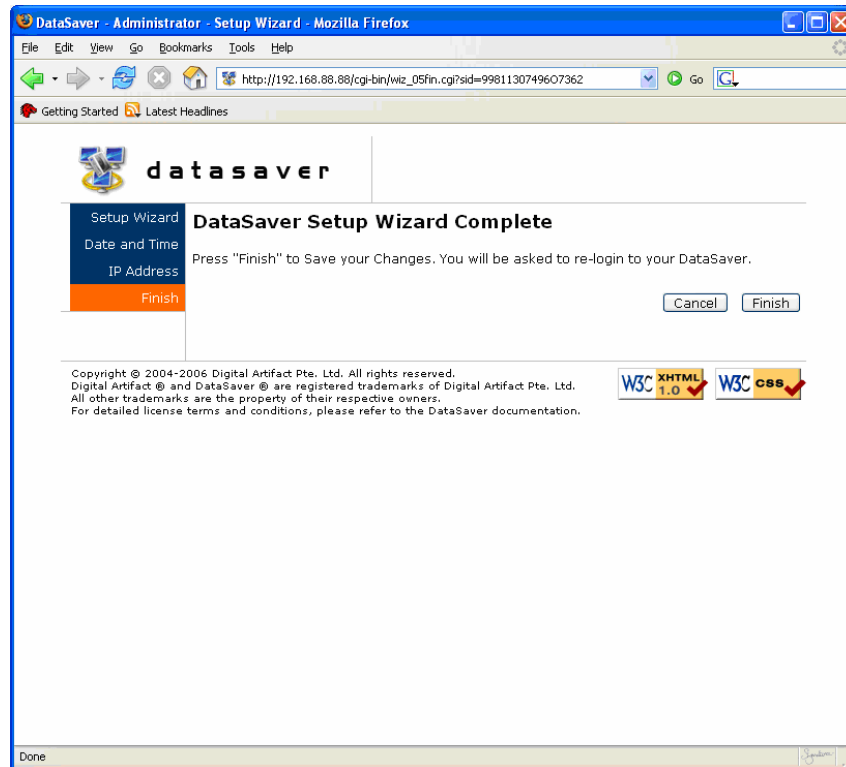 DataSaver - Administrator - Setup Wizard - Mozilla Firefox
File Edit View Go Bookmarks Tools Help
http://192.168.88.88/cgi-bin/wiz_05fin.cgi?sid=99811307496O7362 Go G
Getting Started Latest Headlines
datasaver
Setup Wizard
Date and Time
IP Address
Finish
DataSaver Setup Wizard Complete
Press "Finish" to Save your Changes. You will be asked to re-login to your DataSaver.
Cancel Finish
Copyright © 2004-2006 Digital Artifact Pte. Ltd. All rights reserved.
Digital Artifact ® and DataSaver ® are registered trademarks of Digital Artifact Pte. Ltd.
All other trademarks are the property of their respective owners.
For detailed license terms and conditions, please refer to the DataSaver documentation.
W3C XHTML 1.0
W3C css
Done